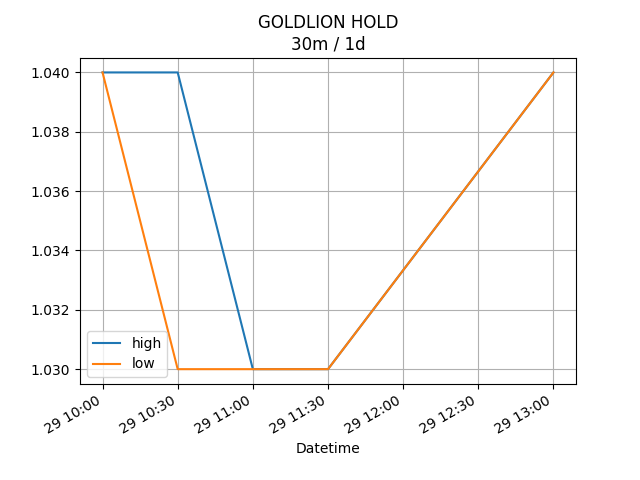 GOLDLION HOLD
30m / 1d
1.040
1.038
1.036
1.034
1.032
1.030
high
low
29 10:00
29 10:30
29 11:00
29 11:30
29 12:00
29 12:30
29 13:00
Datetime